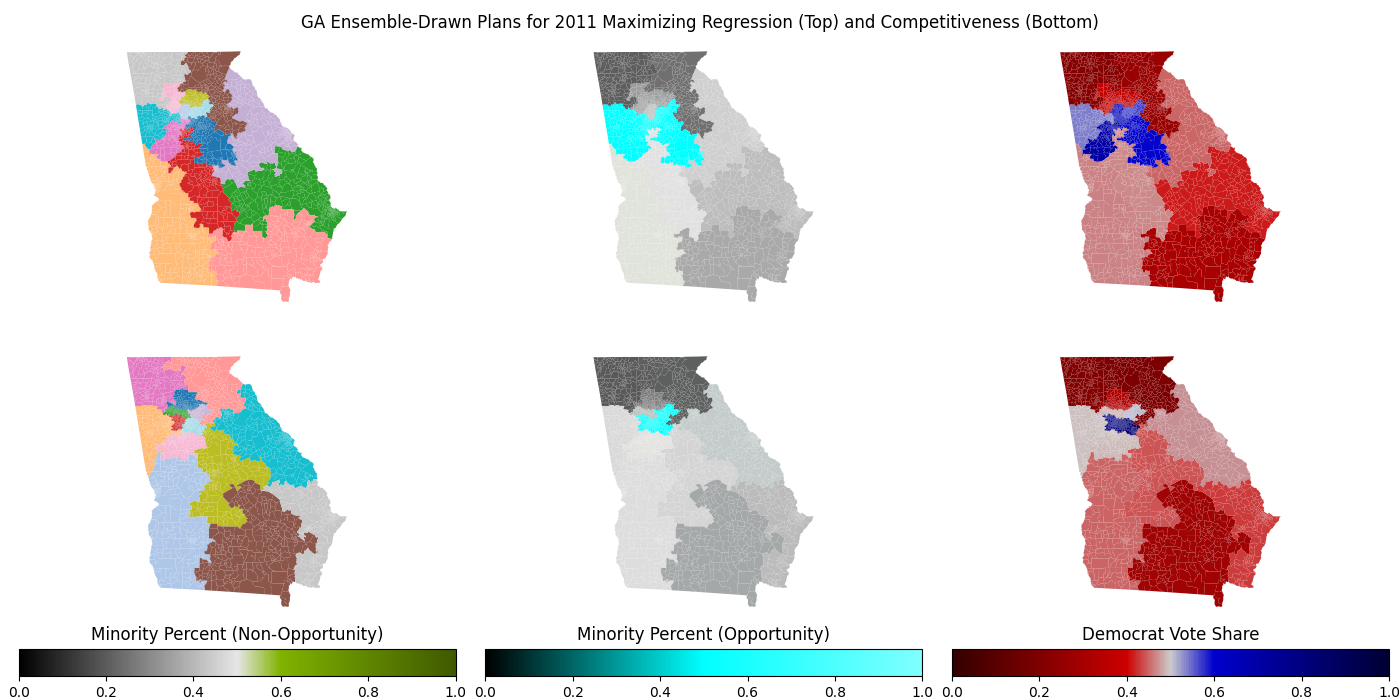 GA Ensemble-Drawn Plans for 2011 Maximizing Regression (Top) and Competitiveness (Bottom)
Minority Percent (Non-Opportunity)
0.0 0.2 0.4 0.6 0.8 1.0
Minority Percent (Opportunity)
0.0 0.2 0.4 0.6 0.8 1.0
Democrat Vote Share
0.0 0.2 0.4 0.6 0.8 1.0